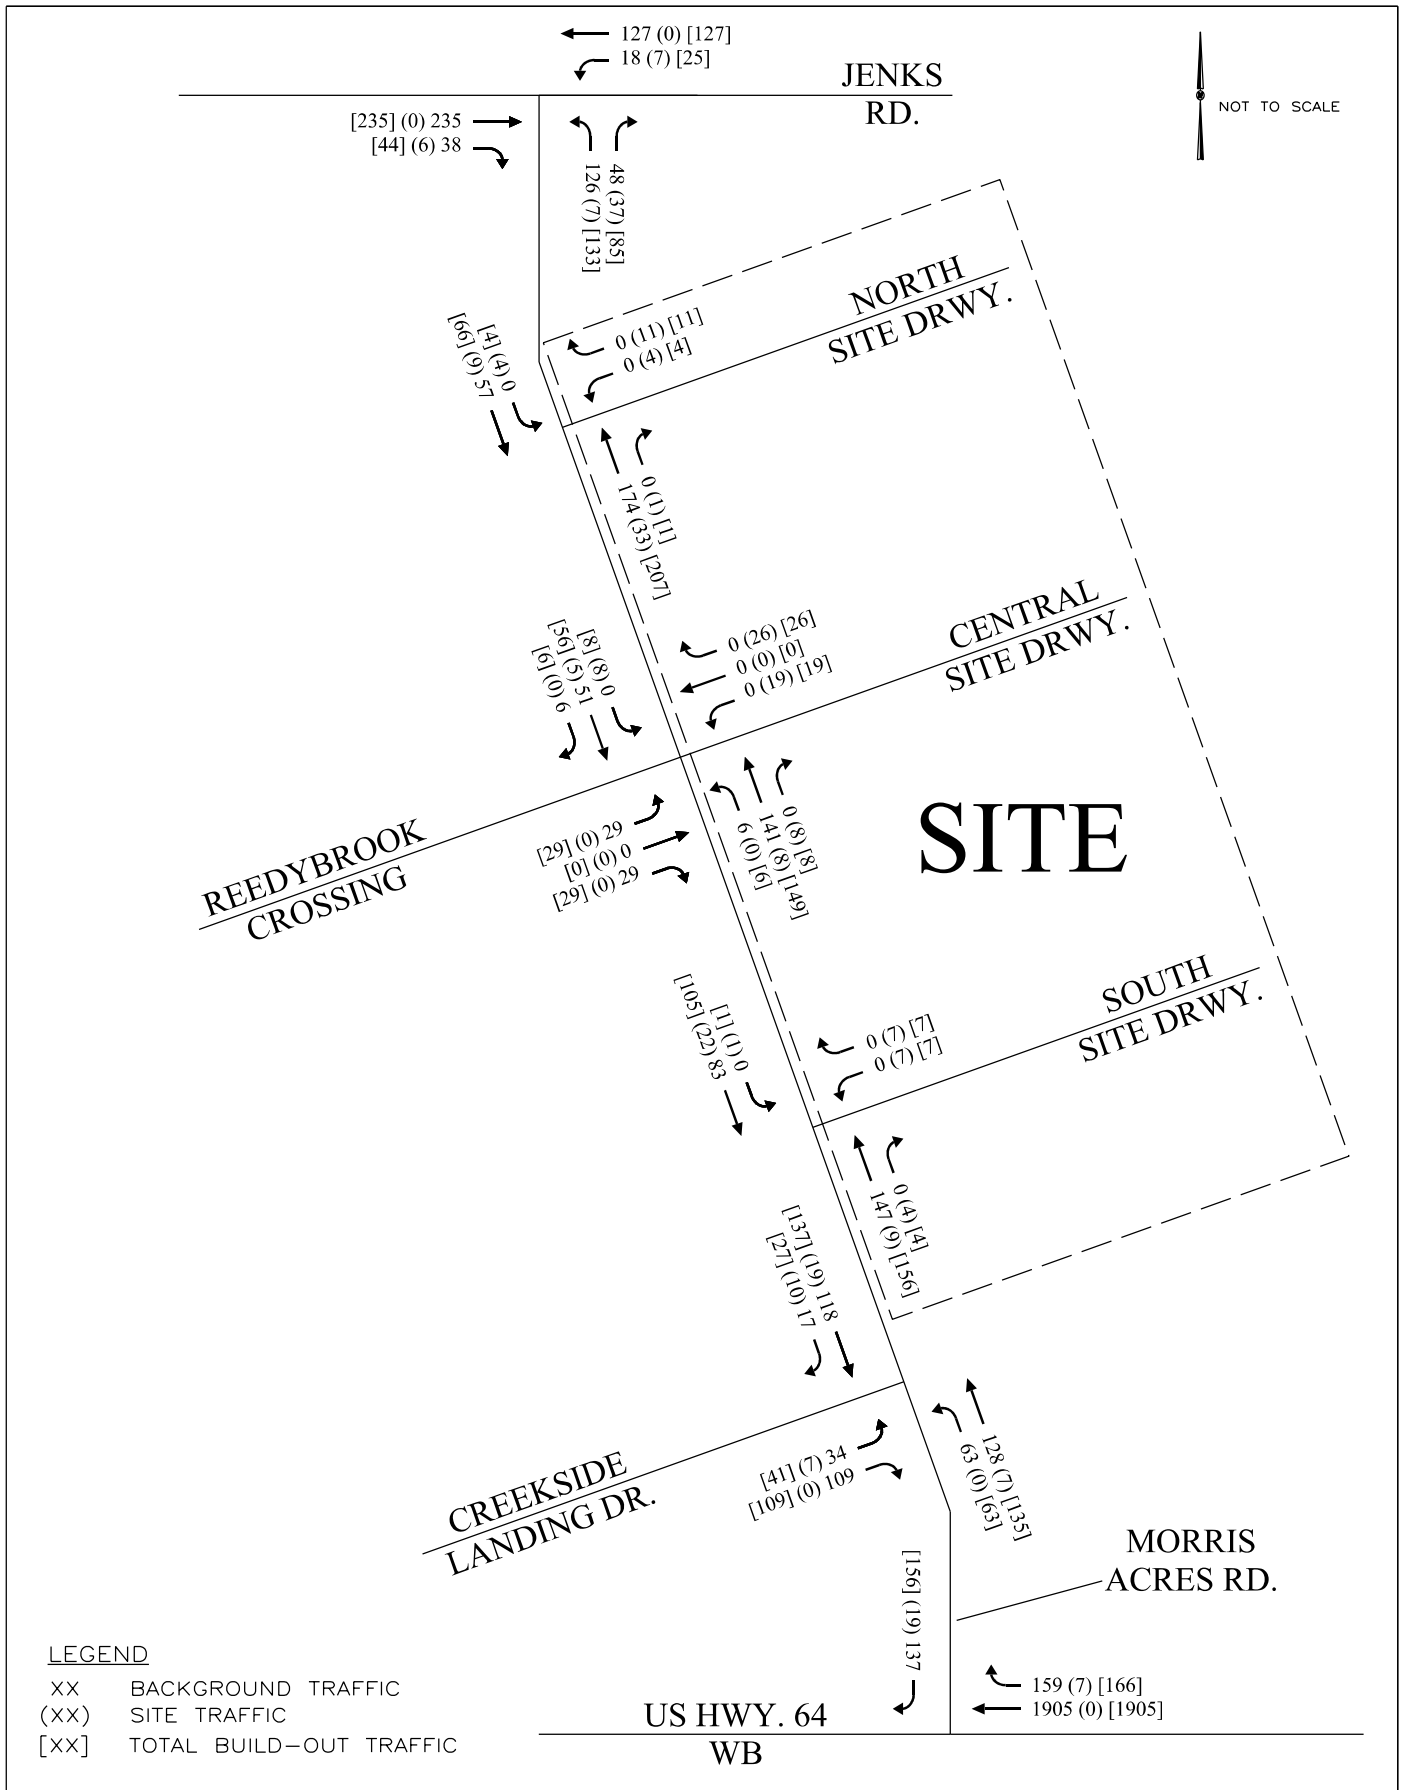 127 (0) [127]
18 (7) [25]
JENKS
RD.
NOT TO SCALE
[235] (0) 235
[44] (6) 38
48 (37) [85]
126 (7) [133]
NORTH
SITE DRWY.
0 (11) [11]
0 (4) [4]
[4] (4) 0
[66] (9) 57
0 (1) [1]
174 (33) [207]
CENTRAL
SITE DRWY.
0 (26) [26]
0 (0) [0]
0 (19) [19]
[8] (8) 0
[56] (5) 51
[6] (0) 6
0 (8) [8]
141 (8) [149]
6 (0) [6]
SITE
REEDYBROOK
CROSSING
[29] (0) 29
[0] (0) 0
[29] (0) 29
SOUTH
SITE DRWY.
[1] (1) 0
[105] (22) 83
0 (7) [7]
0 (7) [7]
0 (4) [4]
147 (9) [156]
[137] (19) 118
[27] (10) 17
CREEKSIDE
LANDING DR.
[41] (7) 34
[109] (0) 109
128 (7) [135]
63 (0) [63]
MORRIS
ACRES RD.
[156] (19) 137
159 (7) [166]
1905 (0) [1905]
US HWY. 64
WB
LEGEND
XX BACKGROUND TRAFFIC
(XX) SITE TRAFFIC
[XX] TOTAL BUILD-OUT TRAFFIC